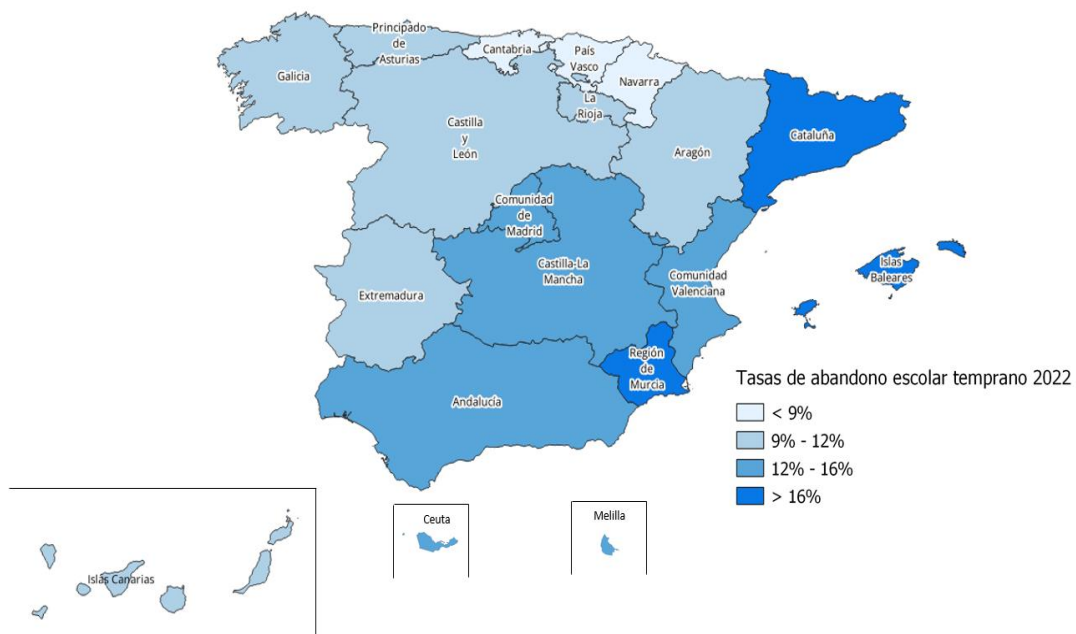 Principado
de
Asturias
Cantabria
País
Vasco
Navarra
Galicia
La
Rioja
Castilla
y
León
Aragón
Cataluña
Comunidad
de
Madrid
Castilla-La
Mancha
Comunidad
Valenciana
Islas
Baleares
Extremadura
Región
de
Murcia
Andalucía
Tasas de abandono escolar temprano 2022
< 9%
9% - 12%
12% - 16%
> 16%
Ceuta
Melilla
Islas Canarias